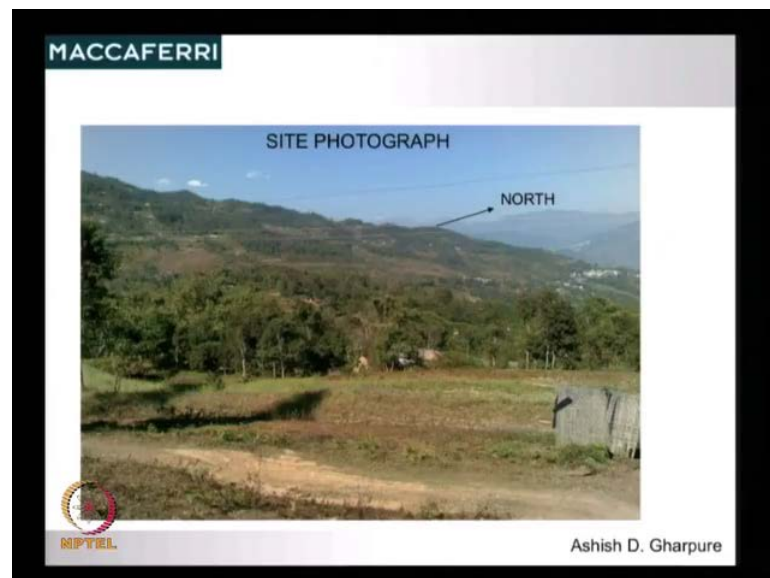 MACCAFERRI
SITE PHOTOGRAPH
NORTH
NPTEL
Ashish D. Gharpure